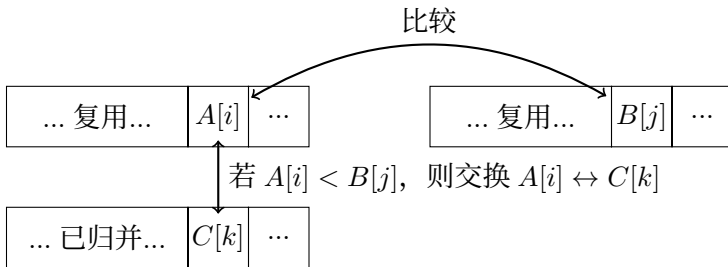 比较
... 复用... A[i] ... ... 复用... B[j] ...
若 A[i] < B[j]，则交换 A[i] ↔ C[k]
... 已归并... C[k] ...